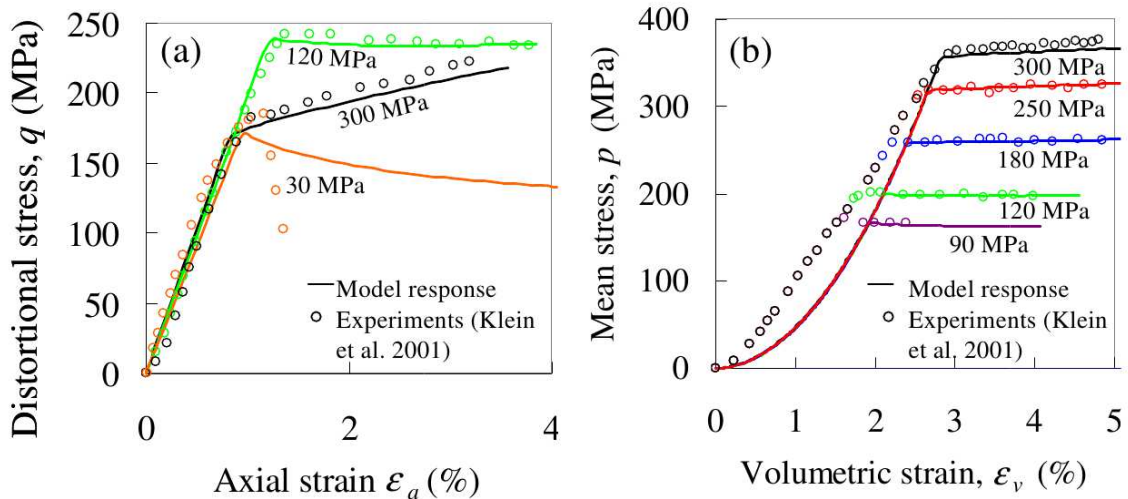 Distortional stress, q (MPa)
250
200
150
100
50
0
(a)
120 MPa
300 MPa
30 MPa
Model response
Experiments (Klein
et al. 2001)
0 2 4
Axial strain εa (%)
Mean stress, p (MPa)
400
300
200
100
0
(b)
300 MPa
250 MPa
180 MPa
120 MPa
90 MPa
Model response
Experiments (Klein
et al. 2001)
0 1 2 3 4 5
Volumetric strain, εv (%)